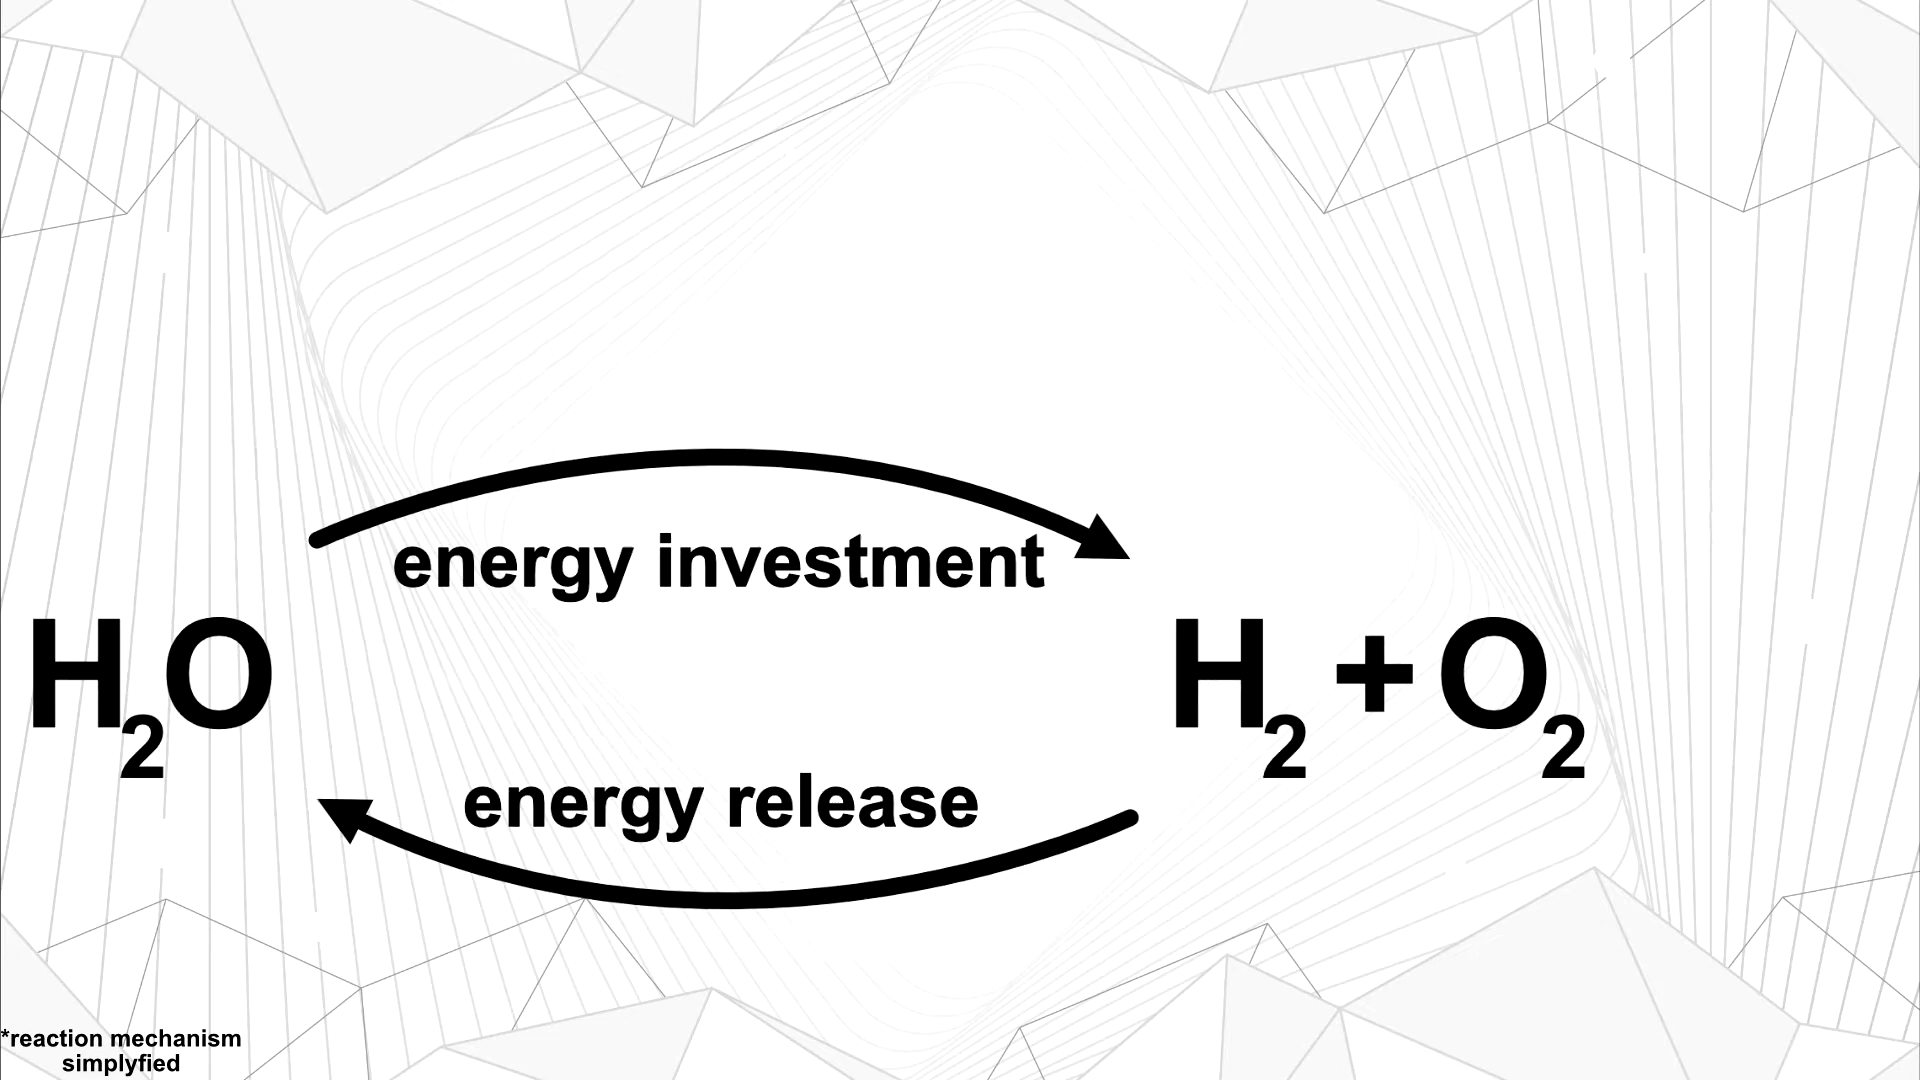 energy investment
H₂O
H₂ + O₂
energy release
*reaction mechanism
simplyfied